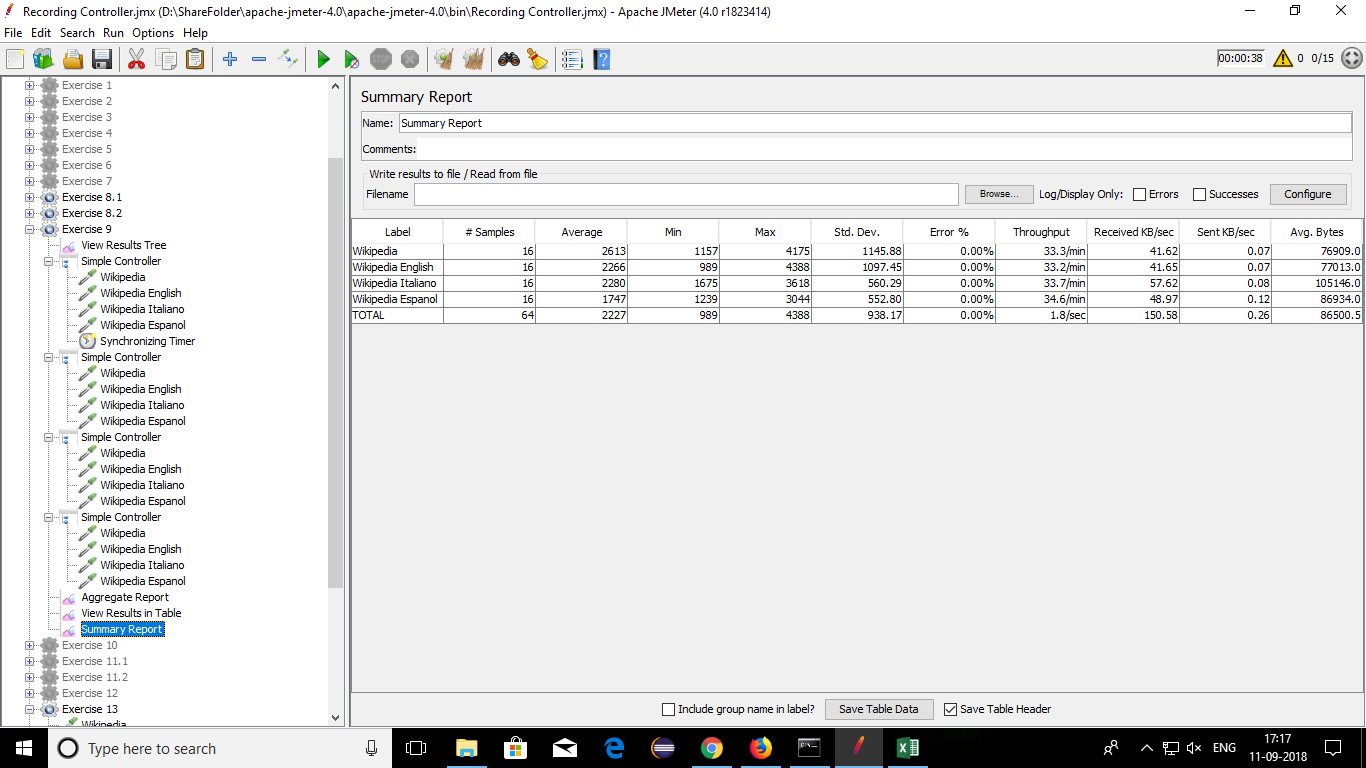 Recording Controller.jmx (D:\ShareFolder\apache-jmeter-4.0\apache-jmeter-4.0\bin\Recording Controller.jmx) - Apache JMeter (4.0 r1823414)
File Edit Search Run Options Help
STOP 00:00:38 0 0/15
Exercise 1
Exercise 2
Exercise 3
Exercise 4
Exercise 5
Exercise 6
Exercise 7
Exercise 8.1
Exercise 8.2
Exercise 9
View Results Tree
Simple Controller
Wikipedia
Wikipedia English
Wikipedia Italiano
Wikipedia Espanol
Synchronizing Timer
Simple Controller
Wikipedia
Wikipedia English
Wikipedia Italiano
Wikipedia Espanol
Simple Controller
Wikipedia
Wikipedia English
Wikipedia Italiano
Wikipedia Espanol
Simple Controller
Wikipedia
Wikipedia English
Wikipedia Italiano
Wikipedia Espanol
Aggregate Report
View Results in Table
Summary Report
Exercise 10
Exercise 11.1
Exercise 11.2
Exercise 12
Exercise 13
Wikipedia
Summary Report
Name: Summary Report
Comments:
Write results to file / Read from file
Filename Browse... Log/Display Only: Errors Successes Configure
Label # Samples Average Min Max Std. Dev. Error % Throughput Received KB/sec Sent KB/sec Avg. Bytes
Wikipedia 16 2613 1157 4175 1145.88 0.00% 33.3/min 41.62 0.07 76909.0
Wikipedia English 16 2266 989 4388 1097.45 0.00% 33.2/min 41.65 0.07 77013.0
Wikipedia Italiano 16 2280 1675 3618 560.29 0.00% 33.7/min 57.62 0.08 105146.0
Wikipedia Espanol 16 1747 1239 3044 552.80 0.00% 34.6/min 48.97 0.12 86934.0
TOTAL 64 2227 989 4388 938.17 0.00% 1.8/sec 150.58 0.26 86500.5
Include group name in label? Save Table Data Save Table Header
Type here to search
ENG
17:17
11-09-2018